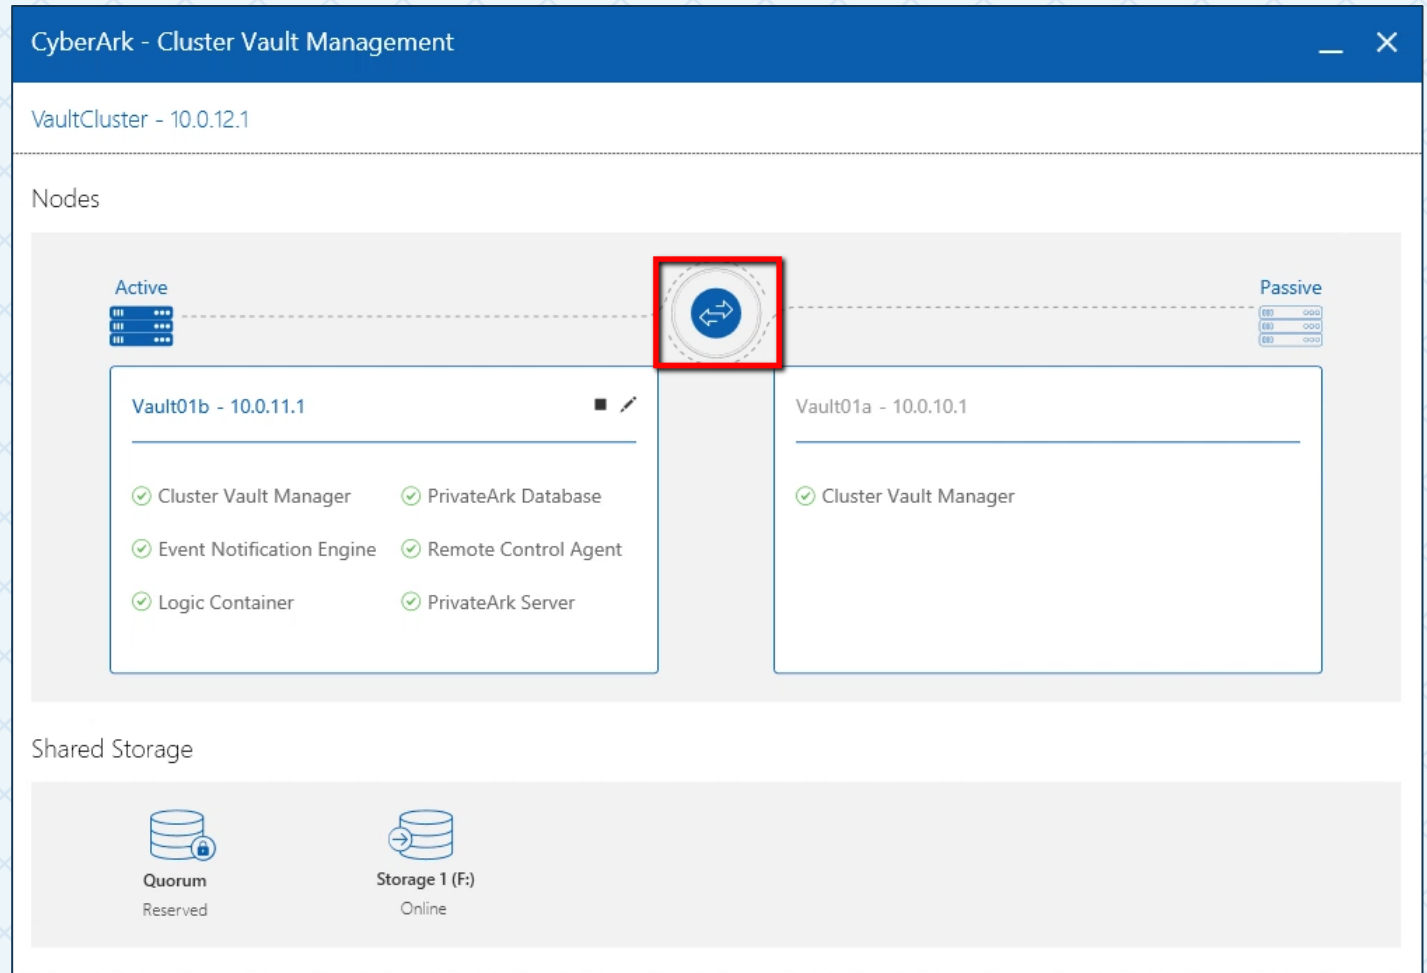 CyberArk - Cluster Vault Management
VaultCluster - 10.0.12.1
Nodes
Active
Passive
Vault01b - 10.0.11.1
Vault01a - 10.0.10.1
Cluster Vault Manager
PrivateArk Database
Cluster Vault Manager
Event Notification Engine
Remote Control Agent
Logic Container
PrivateArk Server
Shared Storage
Quorum
Storage 1 (F:)
Reserved
Online